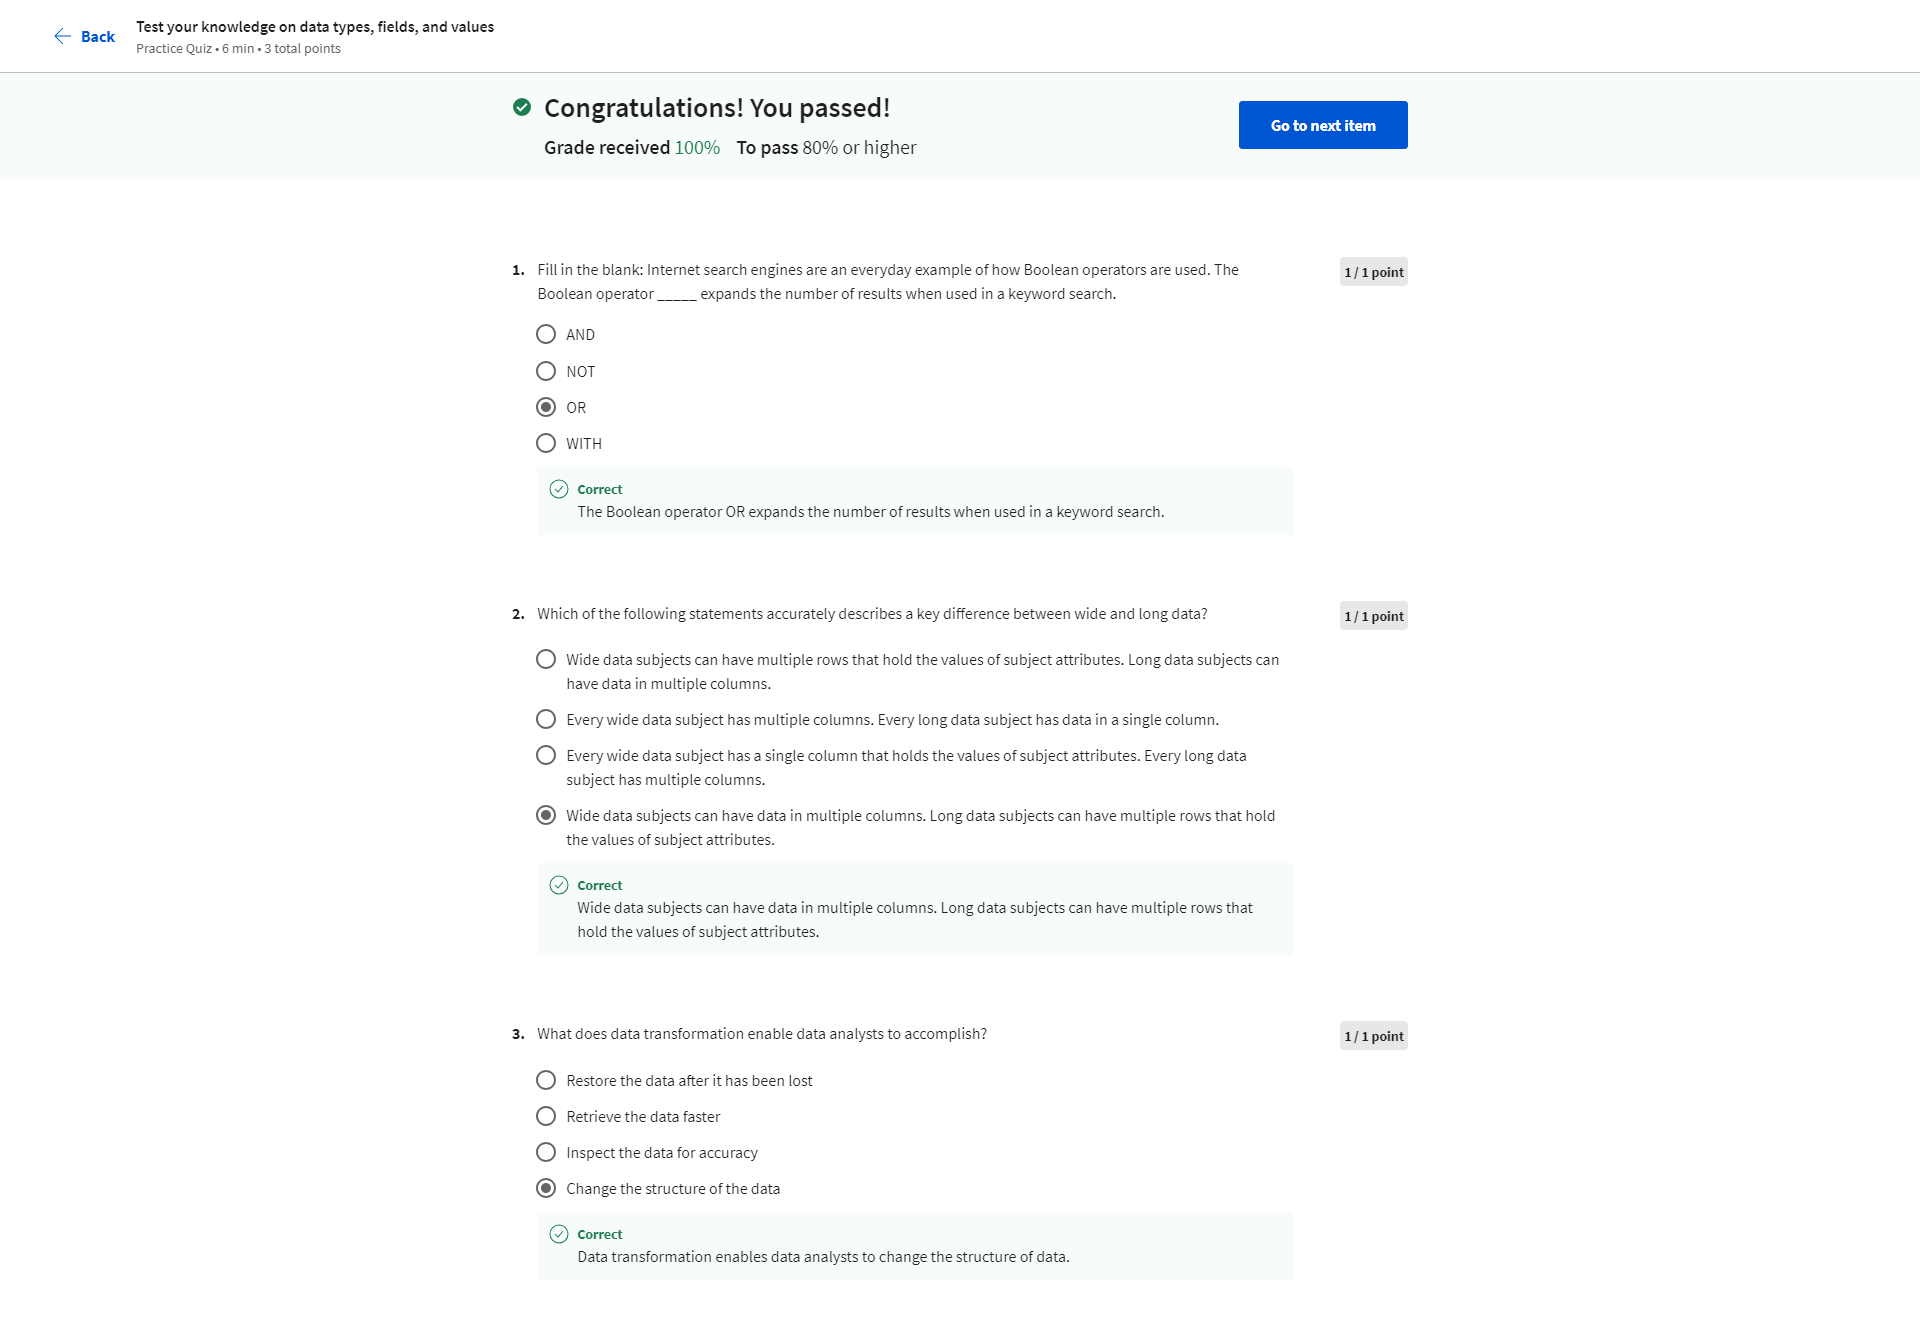 Back
Test your knowledge on data types, fields, and values
Practice Quiz • 6 min • 3 total points
Congratulations! You passed!
Grade received 100% To pass 80% or higher
Go to next item
1. Fill in the blank: Internet search engines are an everyday example of how Boolean operators are used. The
Boolean operator _____ expands the number of results when used in a keyword search.
1 / 1 point
AND
NOT
OR
WITH
Correct
The Boolean operator OR expands the number of results when used in a keyword search.
2. Which of the following statements accurately describes a key difference between wide and long data?
1 / 1 point
Wide data subjects can have multiple rows that hold the values of subject attributes. Long data subjects can
have data in multiple columns.
Every wide data subject has multiple columns. Every long data subject has data in a single column.
Every wide data subject has a single column that holds the values of subject attributes. Every long data
subject has multiple columns.
Wide data subjects can have data in multiple columns. Long data subjects can have multiple rows that hold
the values of subject attributes.
Correct
Wide data subjects can have data in multiple columns. Long data subjects can have multiple rows that
hold the values of subject attributes.
3. What does data transformation enable data analysts to accomplish?
1 / 1 point
Restore the data after it has been lost
Retrieve the data faster
Inspect the data for accuracy
Change the structure of the data
Correct
Data transformation enables data analysts to change the structure of data.